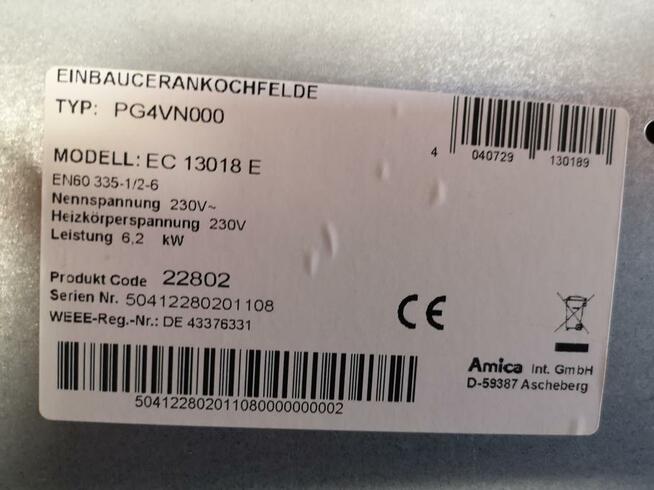 EINBAUCERANKOCHFELDE
TYP: PG4VN000
MODELL: EC 13018 E
EN60 335-1/2-6
Nennspannung 230V~
Heizkörperspannung 230V
Leistung 6,2 kW
4 040729 130189
Produkt Code 22802
Serien Nr. 50412280201108
WEEE-Reg.-Nr.: DE 43376331
CE
504122802011080000000002
Amica Int. GmbH
D-59387 Ascheberg